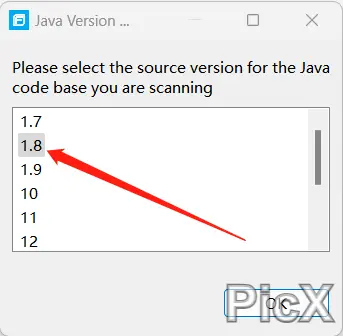 Java Version ...
Please select the source version for the Java
code base you are scanning
1.7
1.8
1.9
10
11
12
OK
PicX